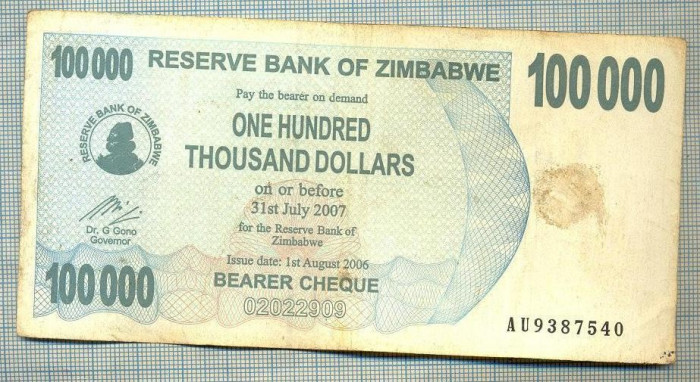 100 000 RESERVE BANK OF ZIMBABWE 100 000
Pay the bearer on demand
RESERVE BANK OF ZIMBABWE
ONE HUNDRED
THOUSAND DOLLARS
on or before
31st July 2007
Dr. G Gono
Governor
for the Reserve Bank of
Zimbabwe
Issue date: 1st August 2006
100 000 BEARER CHEQUE
02022909
AU9387540